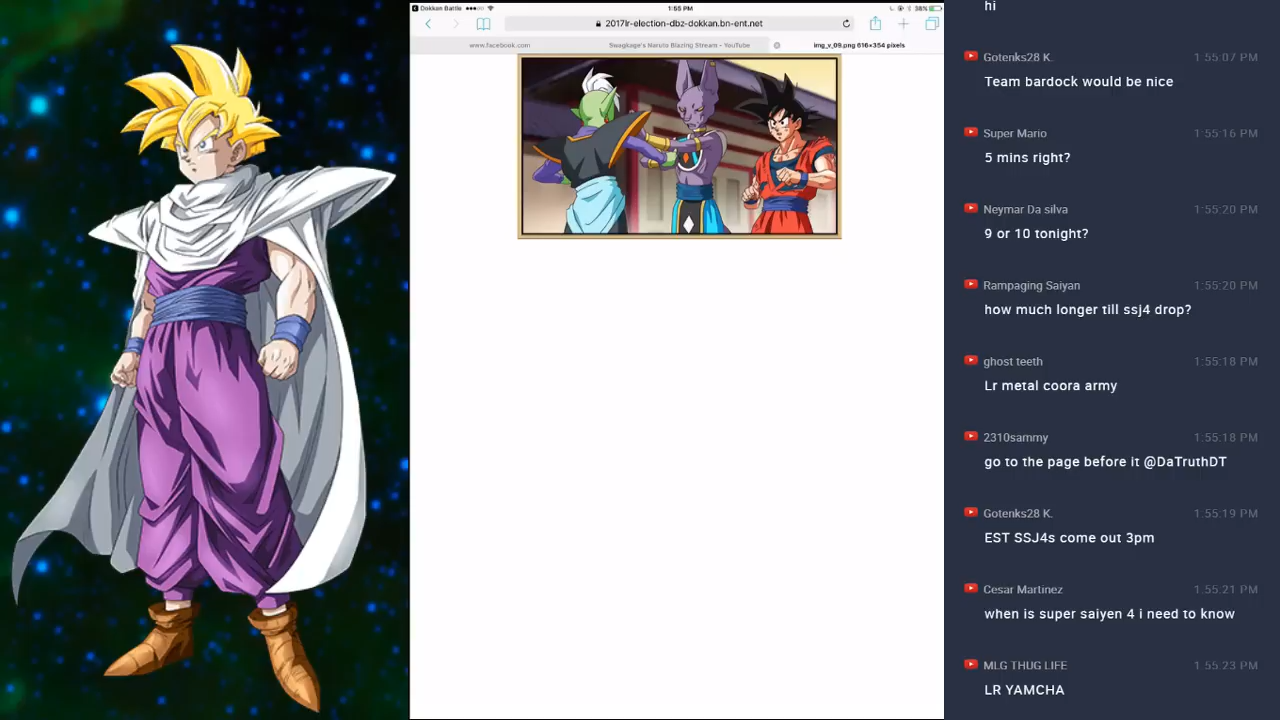 Dokkan Battle
1:55 PM
38%
2017lr-election-dbz-dokkan.bn-ent.net
www.facebook.com
Swagkage's Naruto Blazing Stream - YouTube
img_v_09.png 616×354 pixels
hi
Gotenks28 K.
1:55:07 PM
Team bardock would be nice
Super Mario
1:55:16 PM
5 mins right?
Neymar Da silva
1:55:20 PM
9 or 10 tonight?
Rampaging Saiyan
1:55:20 PM
how much longer till ssj4 drop?
ghost teeth
1:55:18 PM
Lr metal coora army
2310sammy
1:55:18 PM
go to the page before it @DaTruthDT
Gotenks28 K.
1:55:19 PM
EST SSJ4s come out 3pm
Cesar Martinez
1:55:21 PM
when is super saiyen 4 i need to know
MLG THUG LIFE
1:55:23 PM
LR YAMCHA